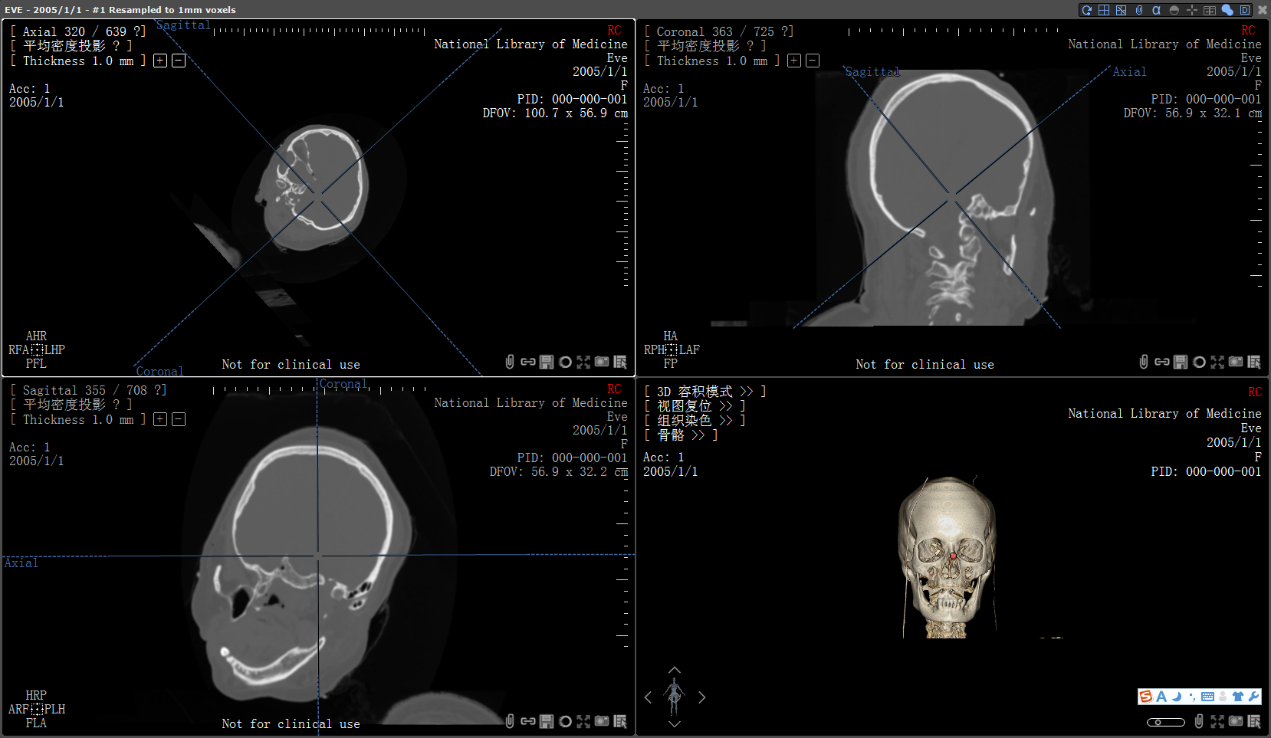 EVE - 2005/1/1 - #1 Resampled to 1mm voxels
[ Axial 320 / 639 ?]
[ 平均密度投影 ? ]
[ Thickness 1.0 mm ] + −
Acc: 1
2005/1/1
Sagittal
RC
National Library of Medicine
Eve
2005/1/1
F
PID: 000-000-001
DFOV: 100.7 x 56.9 cm
AHR
RFA LHP
PFL
Coronal
Not for clinical use
[ Coronal 363 / 725 ?]
[ 平均密度投影 ? ]
[ Thickness 1.0 mm ] + −
Acc: 1
2005/1/1
Sagittal
Axial
RC
National Library of Medicine
Eve
2005/1/1
F
PID: 000-000-001
DFOV: 56.9 x 32.1 cm
HA
RPH LAF
FP
Not for clinical use
[ Sagittal 355 / 708 ?]
[ 平均密度投影 ? ]
[ Thickness 1.0 mm ] + −
Acc: 1
2005/1/1
Coronal
RC
National Library of Medicine
Eve
2005/1/1
F
PID: 000-000-001
DFOV: 56.9 x 32.2 cm
Axial
HRP
ARF PLH
FLA
Not for clinical use
[ 3D 容积模式 >> ]
[ 视图复位 >> ]
[ 组织染色 >> ]
[ 骨骼 >> ]
Acc: 1
2005/1/1
RC
National Library of Medicine
Eve
2005/1/1
F
PID: 000-000-001